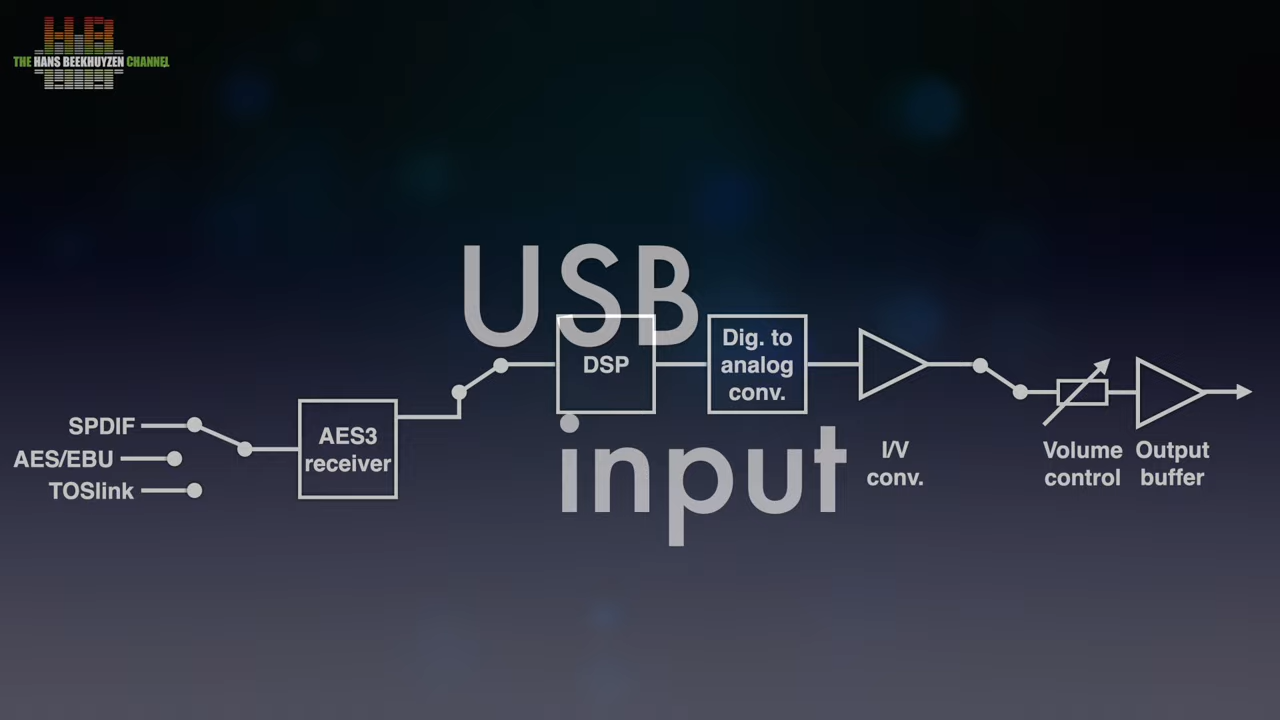 THE HANS BEEKHUYZEN CHANNEL
USB
input
SPDIF
AES/EBU
TOSlink
AES3
receiver
DSP
Dig. to
analog
conv.
I/V
conv.
Volume
control
Output
buffer